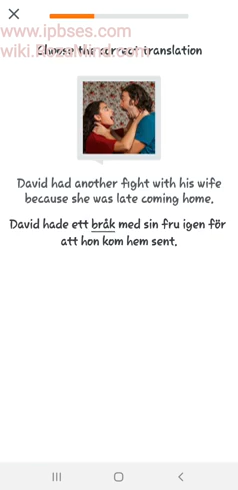 www.ipbses.com
Choose the correct translation
David had another fight with his wife
because she was late coming home.
David hade ett bråk med sin fru igen för
att hon kom hem sent.